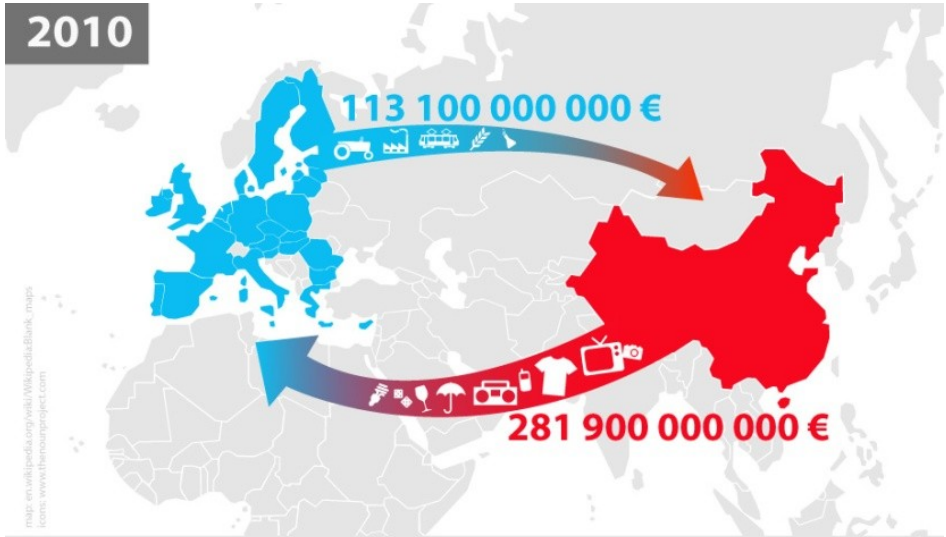 2010
113 100 000 000 €
281 900 000 000 €
map: en.wikipedia.org/wiki/Wikipedia:Blank_maps
icons: www.thenounproject.com